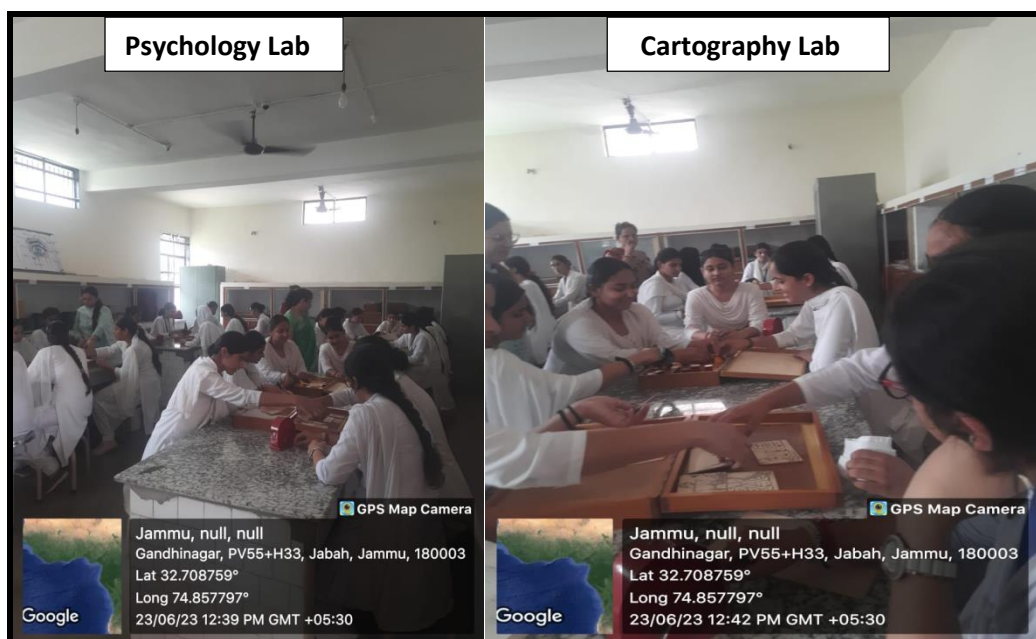 Psychology Lab
GPS Map Camera
Jammu, null, null
Gandhinagar, PV55+H33, Jabah, Jammu, 180003
Lat 32.708759°
Long 74.857797°
23/06/23 12:39 PM GMT +05:30
Google
Cartography Lab
GPS Map Camera
Jammu, null, null
Gandhinagar, PV55+H33, Jabah, Jammu, 180003
Lat 32.708759°
Long 74.857797°
23/06/23 12:42 PM GMT +05:30
Google